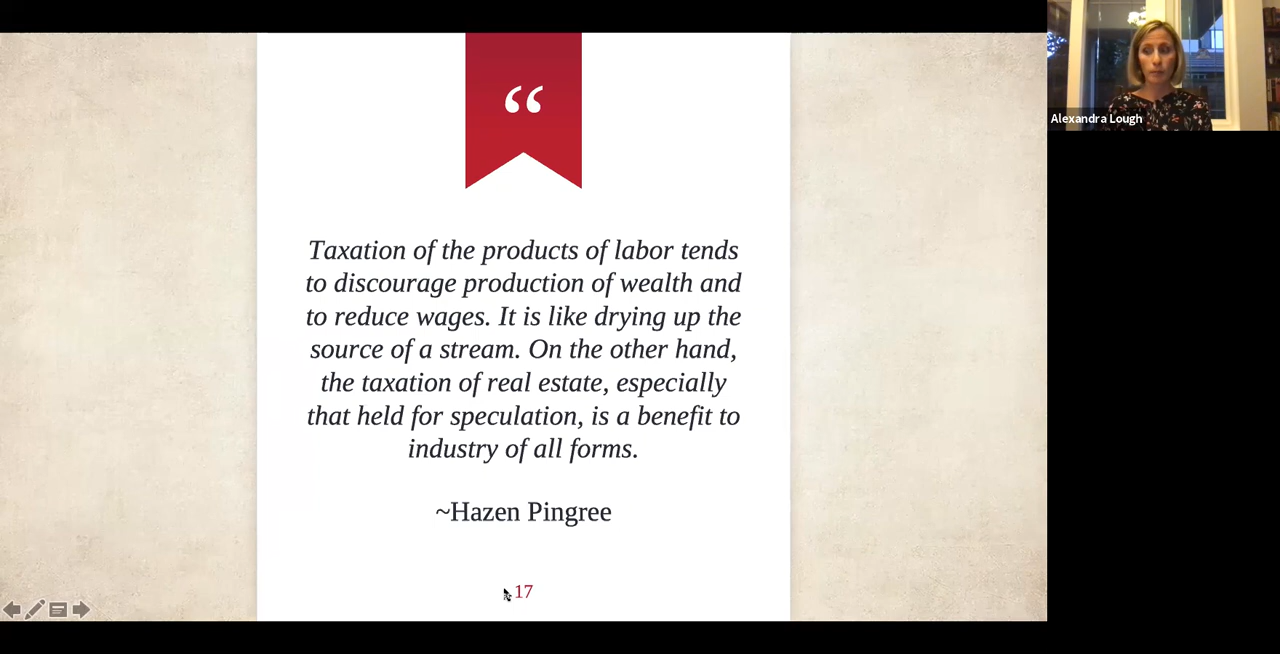 “
Taxation of the products of labor tends
to discourage production of wealth and
to reduce wages. It is like drying up the
source of a stream. On the other hand,
the taxation of real estate, especially
that held for speculation, is a benefit to
industry of all forms.
~Hazen Pingree
17
Alexandra Lough